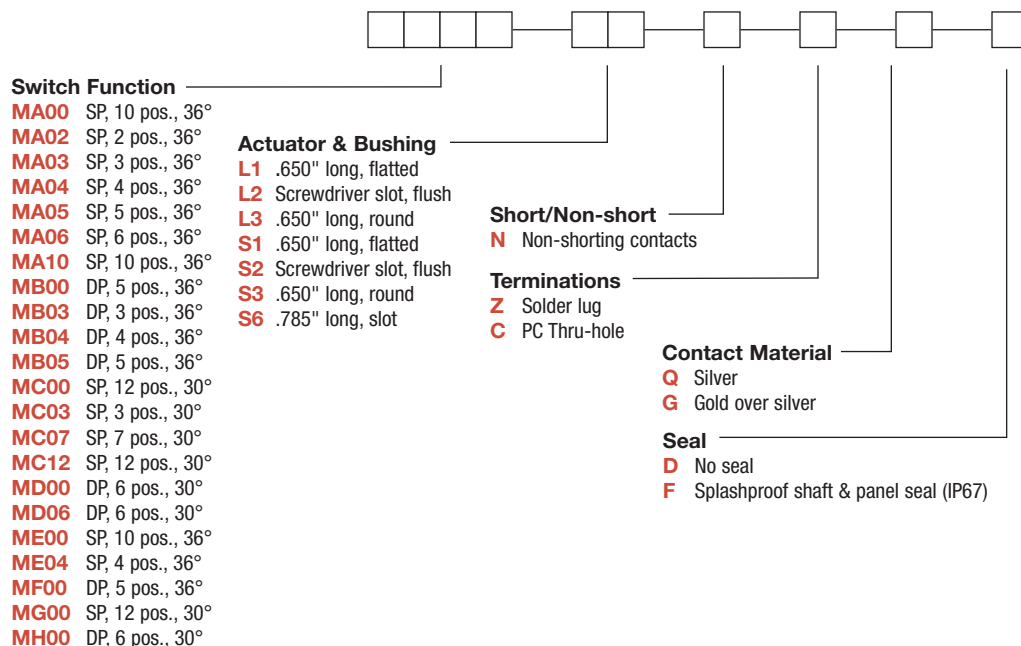 Switch Function
MA00 SP, 10 pos., 36°
MA02 SP, 2 pos., 36°
MA03 SP, 3 pos., 36°
MA04 SP, 4 pos., 36°
MA05 SP, 5 pos., 36°
MA06 SP, 6 pos., 36°
MA10 SP, 10 pos., 36°
MB00 DP, 5 pos., 36°
MB03 DP, 3 pos., 36°
MB04 DP, 4 pos., 36°
MB05 DP, 5 pos., 36°
MC00 SP, 12 pos., 30°
MC03 SP, 3 pos., 30°
MC07 SP, 7 pos., 30°
MC12 SP, 12 pos., 30°
MD00 DP, 6 pos., 30°
MD06 DP, 6 pos., 30°
ME00 SP, 10 pos., 36°
ME04 SP, 4 pos., 36°
MF00 DP, 5 pos., 36°
MG00 SP, 12 pos., 30°
MH00 DP, 6 pos., 30°
Actuator & Bushing
L1 .650" long, flatted
L2 Screwdriver slot, flush
L3 .650" long, round
S1 .650" long, flatted
S2 Screwdriver slot, flush
S3 .650" long, round
S6 .785" long, slot
Short/Non-short
N Non-shorting contacts
Terminations
Z Solder lug
C PC Thru-hole
Contact Material
Q Silver
G Gold over silver
Seal
D No seal
F Splashproof shaft & panel seal (IP67)